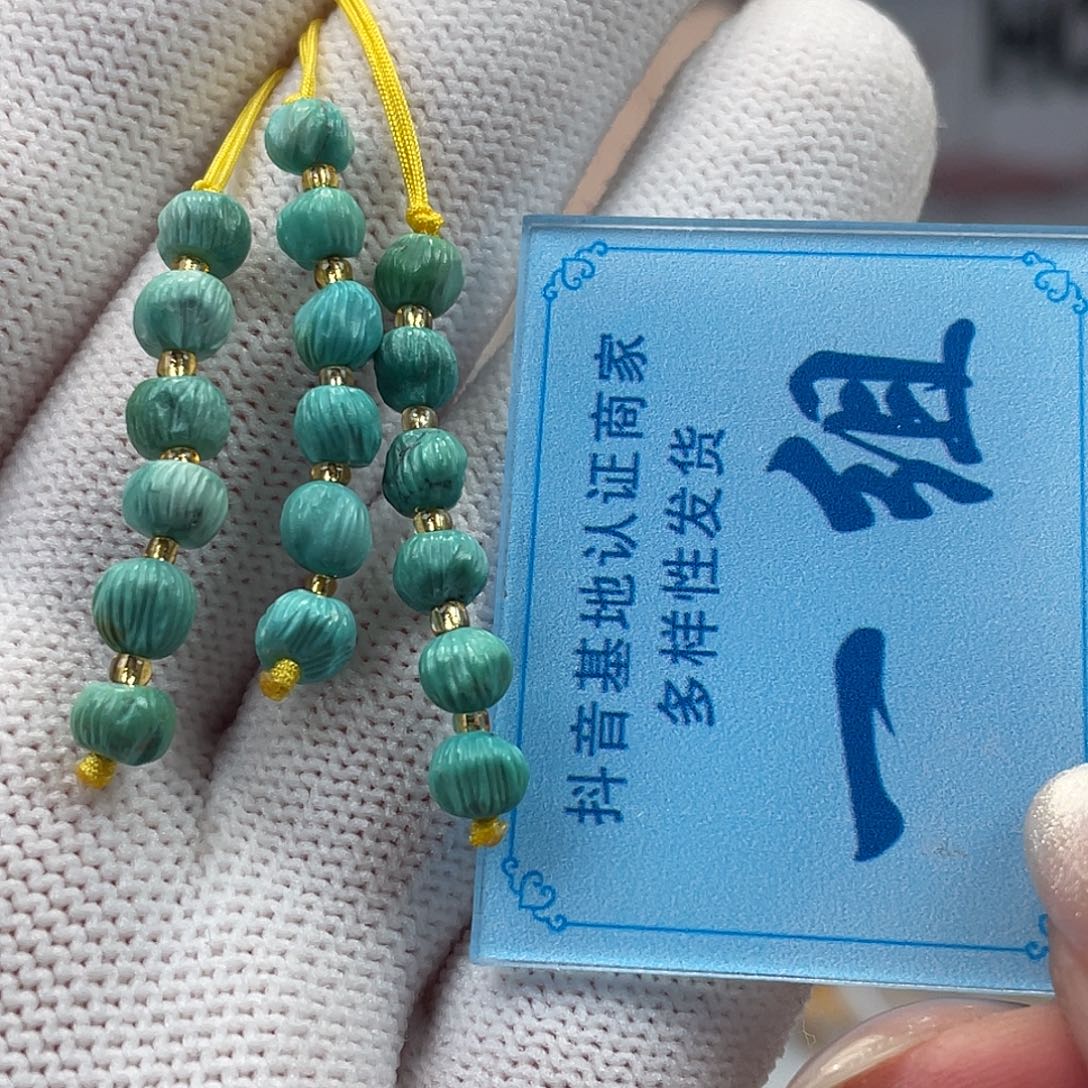 抖音基地认证商家
多样性发货
一组